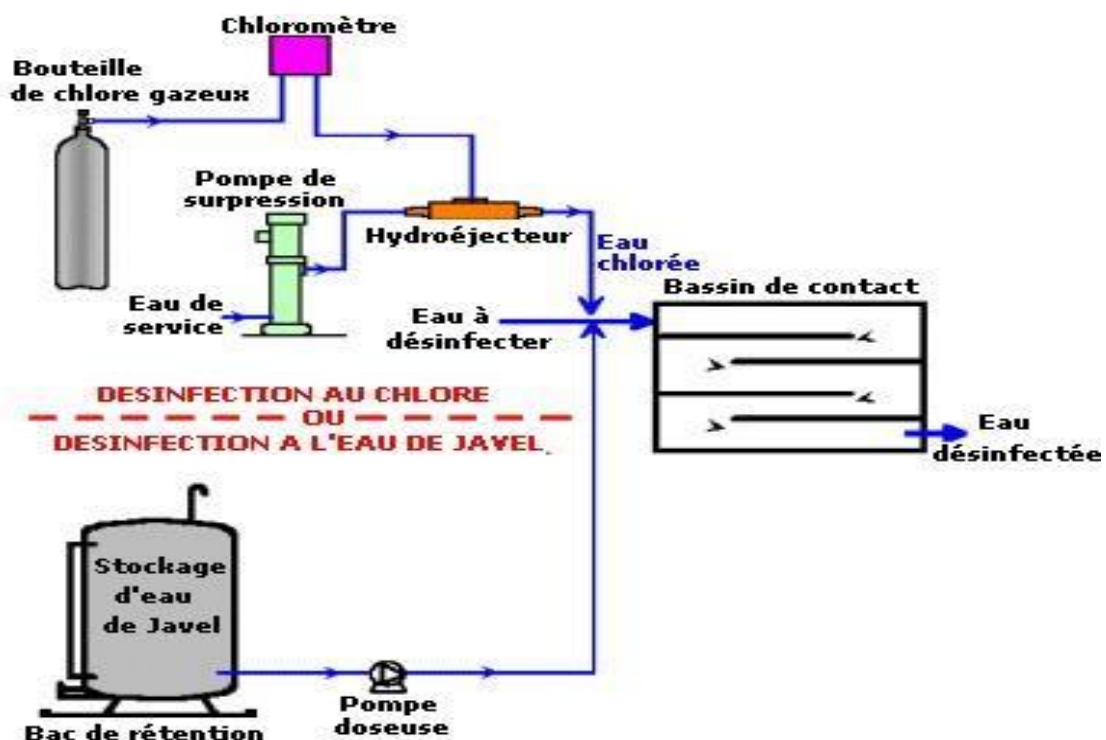 Chloromètre
Bouteille
de chlore gazeux
Pompe de
surpression
Hydroéjecteur
Eau
chlorée
Eau de
service
Eau à
désinfecter
Bassin de contact
DESINFECTION AU CHLORE
OU
DESINFECTION A L'EAU DE JAVEL.
Eau
désinfectée
Stockage
d'eau
de Javel
Pompe
doseuse
Bac de rétention